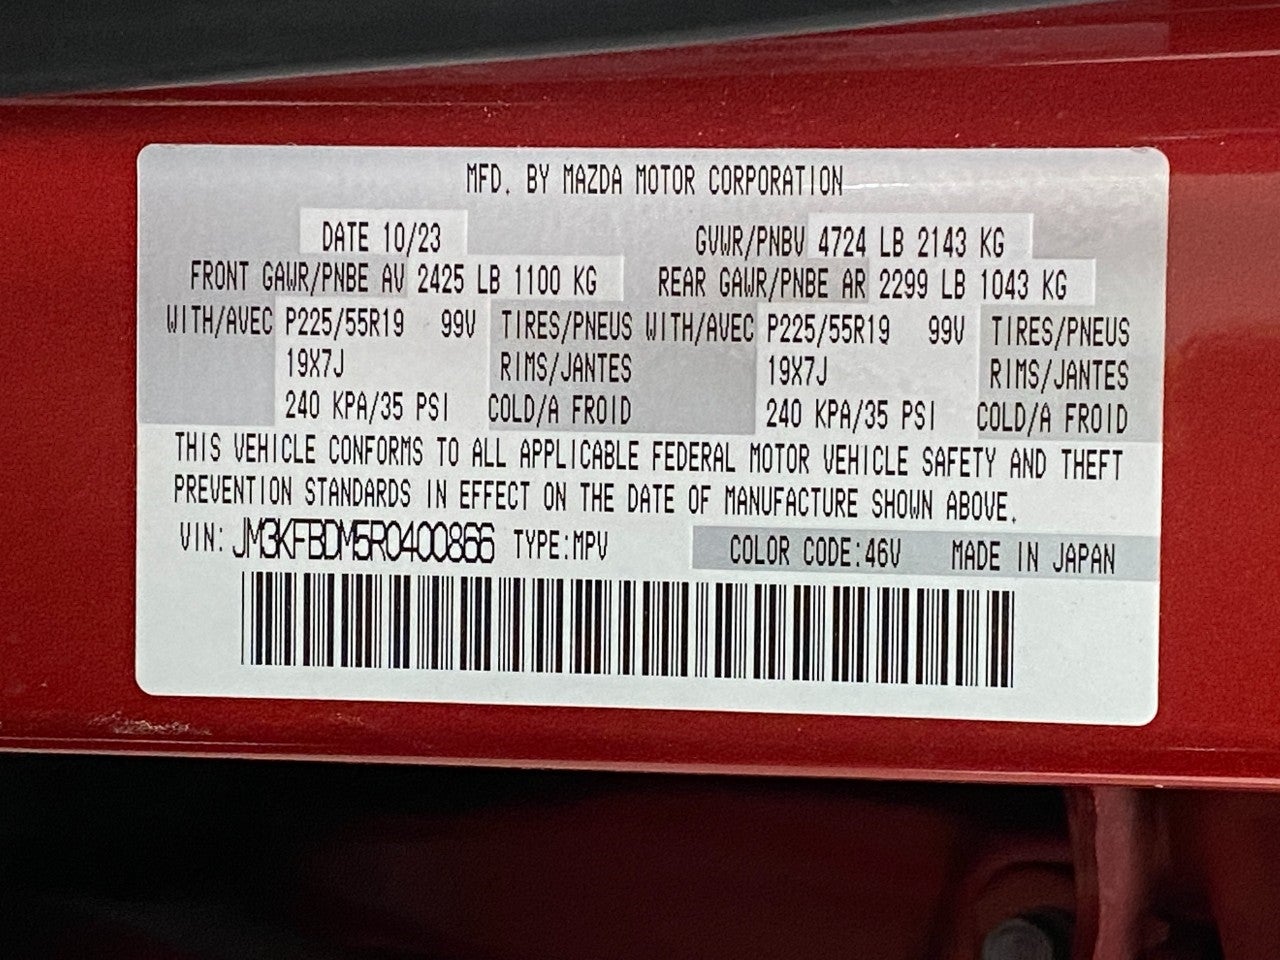 MFD. BY MAZDA MOTOR CORPORATION
DATE 10/23 GVWR/PNBV 4724 LB 2143 KG
FRONT GAWR/PNBE AV 2425 LB 1100 KG REAR GAWR/PNBE AR 2299 LB 1043 KG
WITH/AVEC P225/55R19 99V TIRES/PNEUS WITH/AVEC P225/55R19 99V TIRES/PNEUS
19X7J RIMS/JANTES 19X7J RIMS/JANTES
240 KPA/35 PSI COLD/A FROID 240 KPA/35 PSI COLD/A FROID
THIS VEHICLE CONFORMS TO ALL APPLICABLE FEDERAL MOTOR VEHICLE SAFETY AND THEFT
PREVENTION STANDARDS IN EFFECT ON THE DATE OF MANUFACTURE SHOWN ABOVE.
VIN: JM3KFBDM5R0400866 TYPE:MPV COLOR CODE:46V MADE IN JAPAN